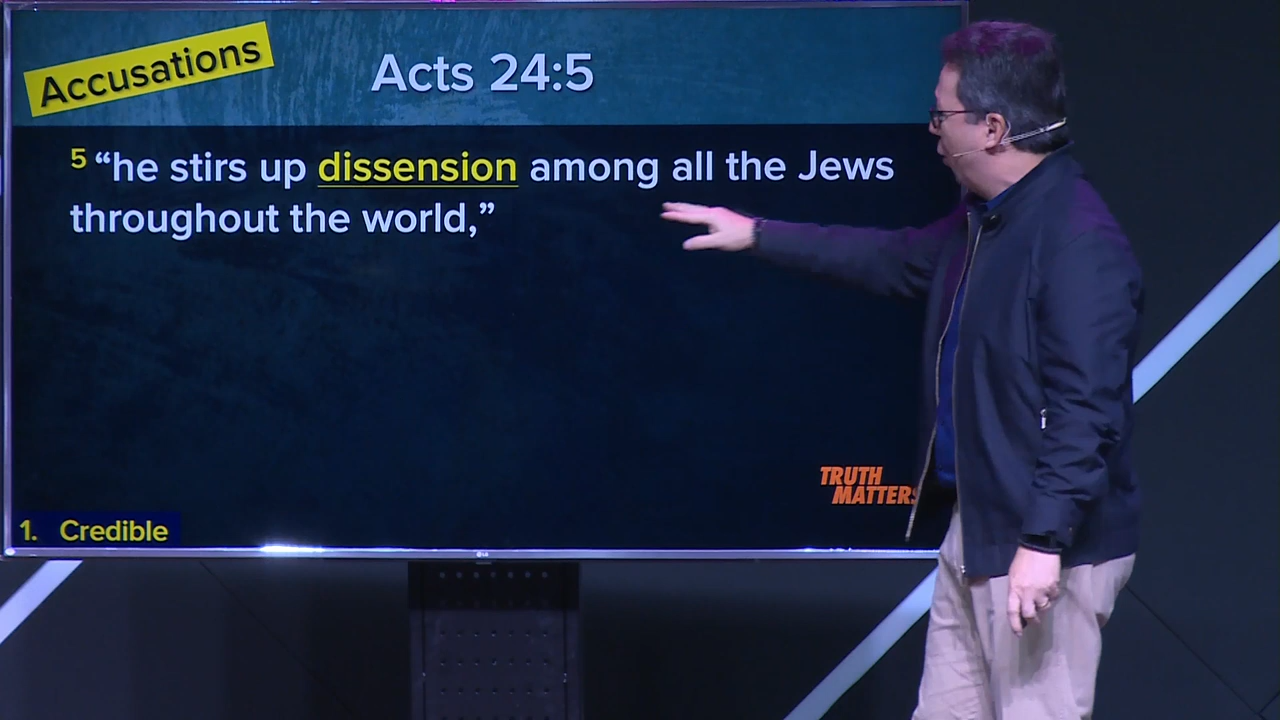 Accusations
Acts 24:5
5 “he stirs up dissension among all the Jews
throughout the world,”
TRUTH
MATTERS
1. Credible
LG